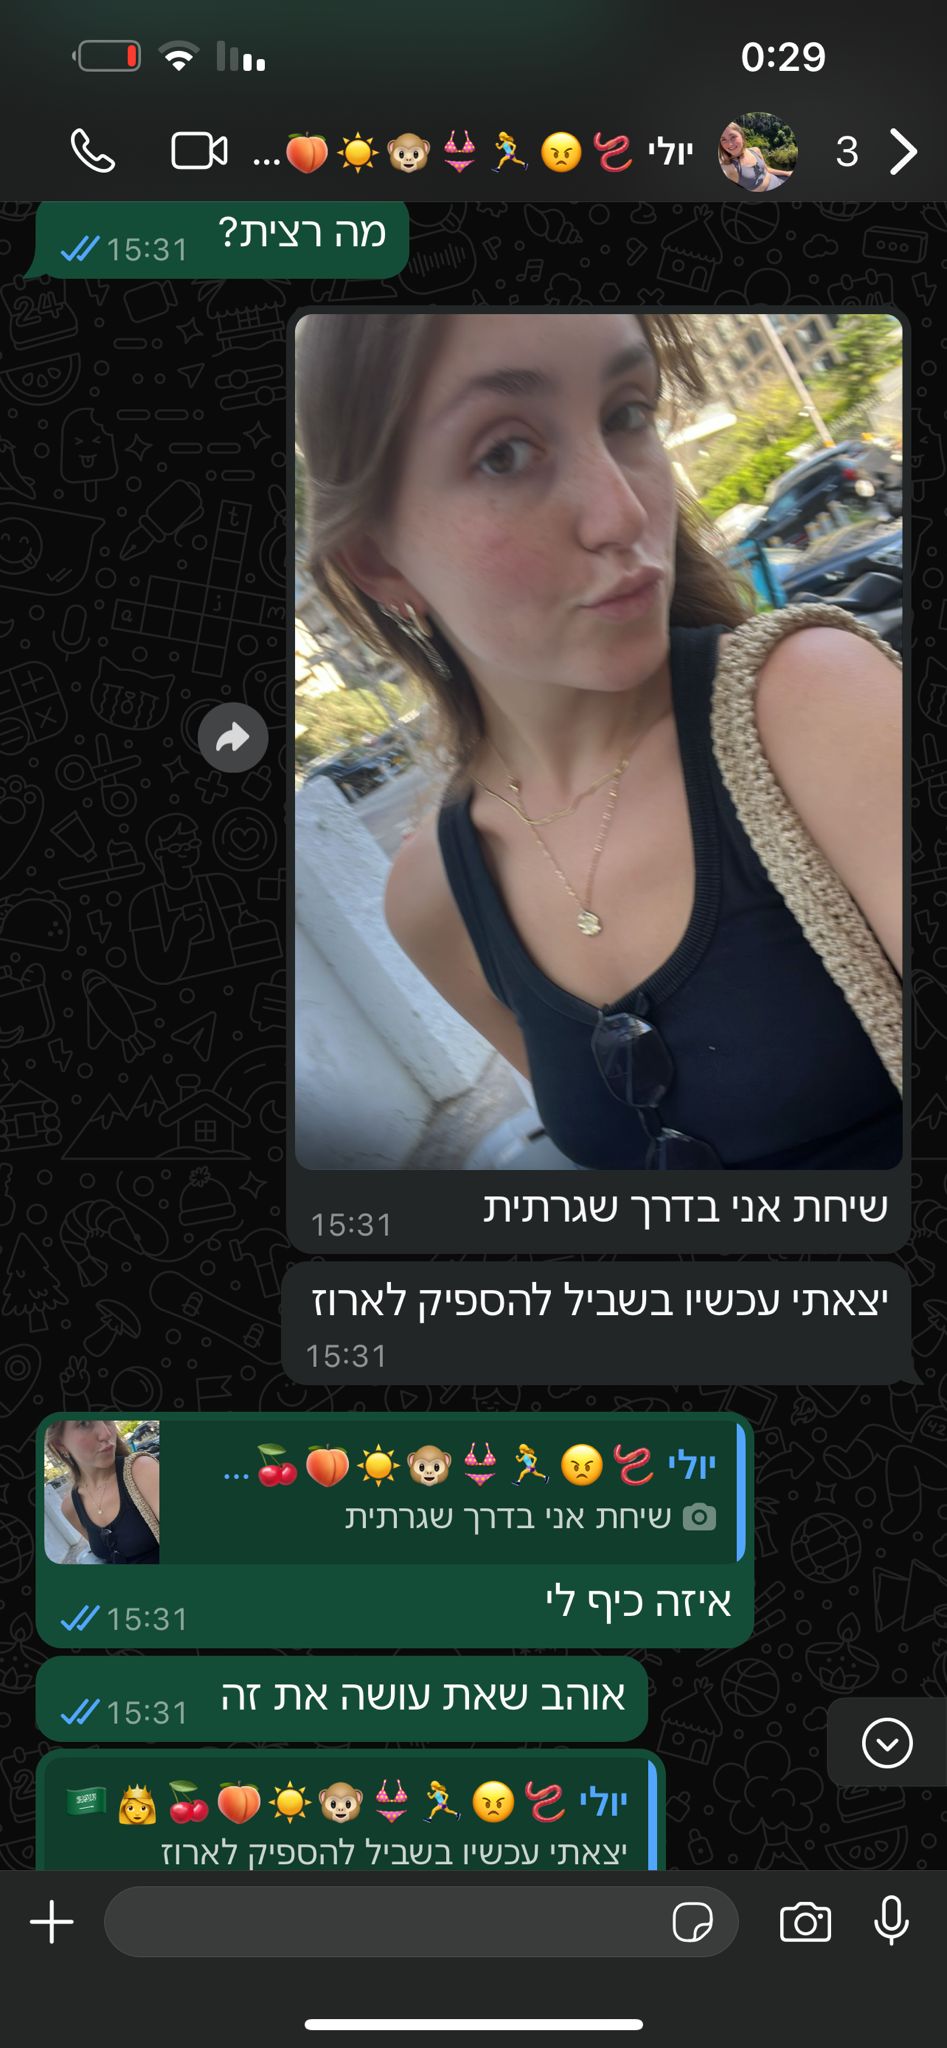 0:29
3
יולי 🪱😠🏃‍♀️👙🐵☀️🍑...
מה רצית?
15:31
שיחת אני בדרך שגרתית
15:31
יצאתי עכשיו בשביל להספיק לארוז
15:31
יולי 🪱😠🏃‍♀️👙🐵☀️🍑🍒...
שיחת אני בדרך שגרתית
איזה כיף לי
15:31
אוהב שאת עושה את זה
15:31
יולי 🪱😠🏃‍♀️👙🐵☀️🍑🍒👸🇸🇦
יצאתי עכשיו בשביל להספיק לארוז